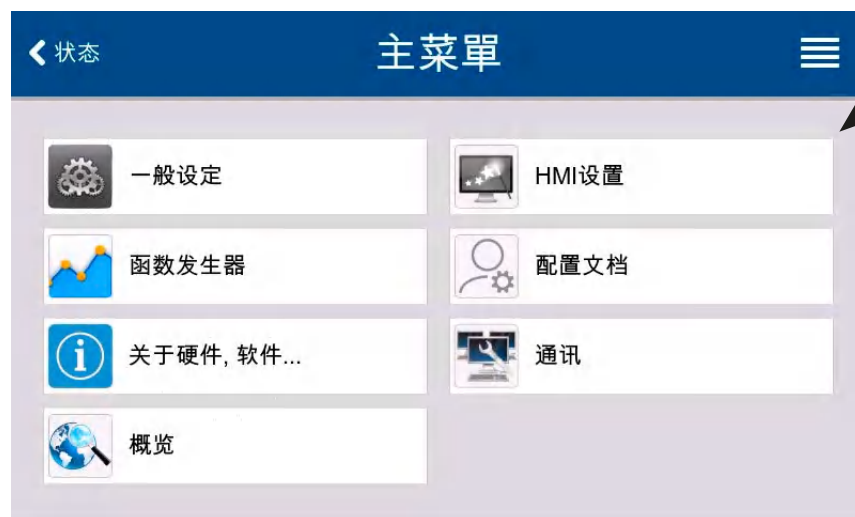 状态
主菜單
一般设定
HMI设置
函数发生器
配置文档
关于硬件, 软件...
通讯
概览